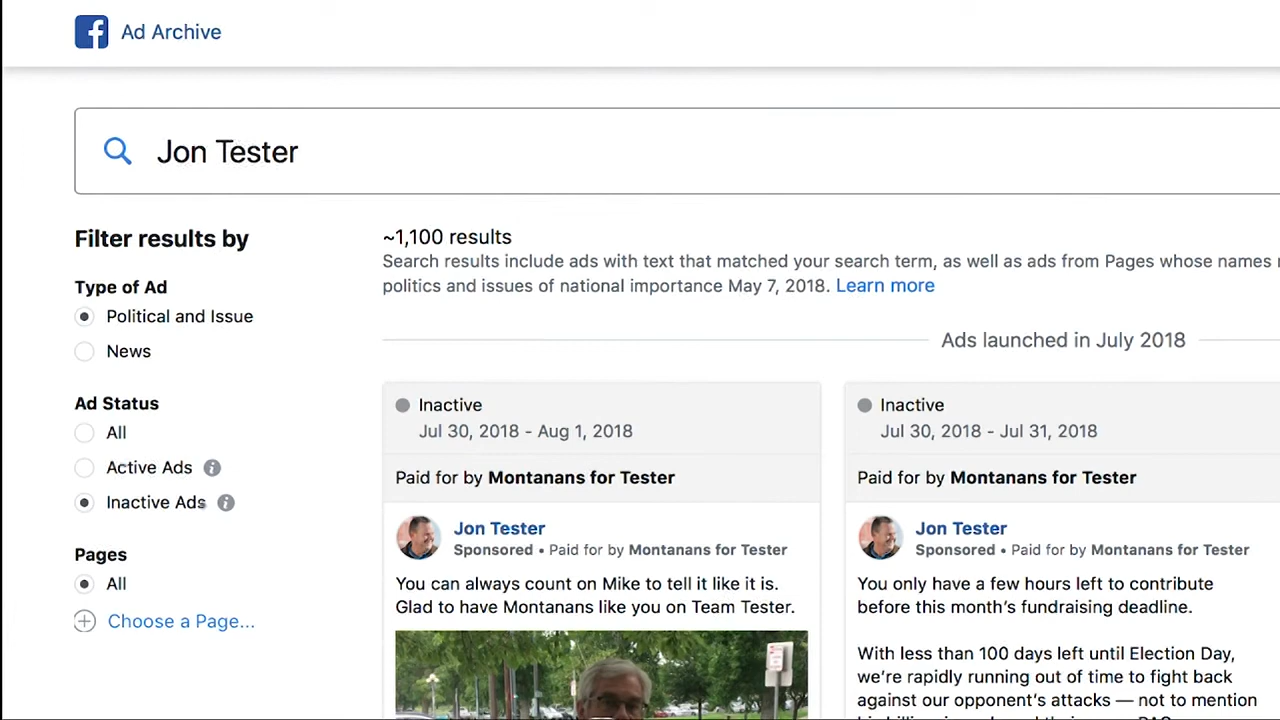 Ad Archive
Jon Tester
Filter results by
Type of Ad
Political and Issue
News
Ad Status
All
Active Ads
Inactive Ads
Pages
All
Choose a Page...
~1,100 results
Search results include ads with text that matched your search term, as well as ads from Pages whose names
politics and issues of national importance May 7, 2018. Learn more
Ads launched in July 2018
Inactive
Jul 30, 2018 - Aug 1, 2018
Paid for by Montanans for Tester
Jon Tester
Sponsored • Paid for by Montanans for Tester
You can always count on Mike to tell it like it is.
Glad to have Montanans like you on Team Tester.
Inactive
Jul 30, 2018 - Jul 31, 2018
Paid for by Montanans for Tester
Jon Tester
Sponsored • Paid for by Montanans for Tester
You only have a few hours left to contribute
before this month's fundraising deadline.
With less than 100 days left until Election Day,
we're rapidly running out of time to fight back
against our opponent's attacks — not to mention